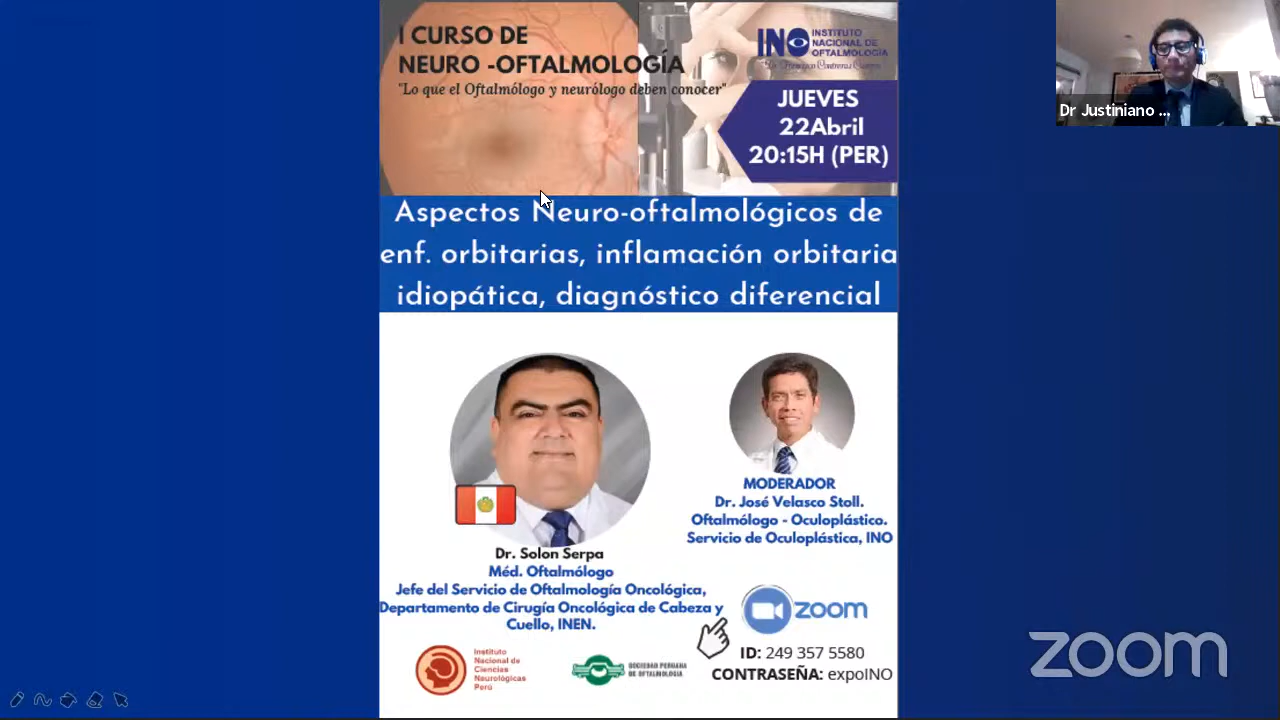 I CURSO DE
NEURO -OFTALMOLOGÍA
"Lo que el Oftalmólogo y neurólogo deben conocer"
INO INSTITUTO
NACIONAL DE
OFTALMOLOGÍA
JUEVES
22Abril
20:15H (PER)
Dr Justiniano ...
Aspectos Neuro-oftalmológicos de
enf. orbitarias, inflamación orbitaria
idiopática, diagnóstico diferencial
Dr. Solon Serpa
Méd. Oftalmólogo
Jefe del Servicio de Oftalmología Oncológica,
Departamento de Cirugía Oncológica de Cabeza y
Cuello, INEN.
MODERADOR
Dr. José Velasco Stoll.
Oftalmólogo - Oculoplástico.
Servicio de Oculoplástica, INO
zoom
ID: 249 357 5580
CONTRASEÑA: expoINO
Instituto
Nacional de
Ciencias
Neurológicas
Perú
SOCIEDAD PERUANA
DE OFTALMOLOGIA
zoom